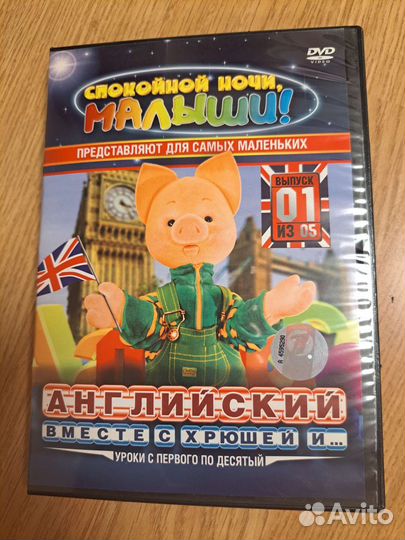 DVD
VIDEO
СПОКОЙНОЙ НОЧИ,
МАЛЫШИ!
ПРЕДСТАВЛЯЮТ ДЛЯ САМЫХ МАЛЕНЬКИХ
ВЫПУСК
01
ИЗ 05
АНГЛИЙСКИЙ
ВМЕСТЕ С ХРЮШЕЙ И...
УРОКИ С ПЕРВОГО ПО ДЕСЯТЫЙ
Avito